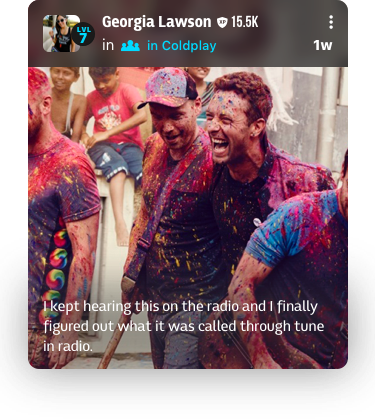 Georgia Lawson 15.5K
LVL
7
in in Coldplay 1w
I kept hearing this on the radio and I finally
figured out what it was called through tune
in radio.